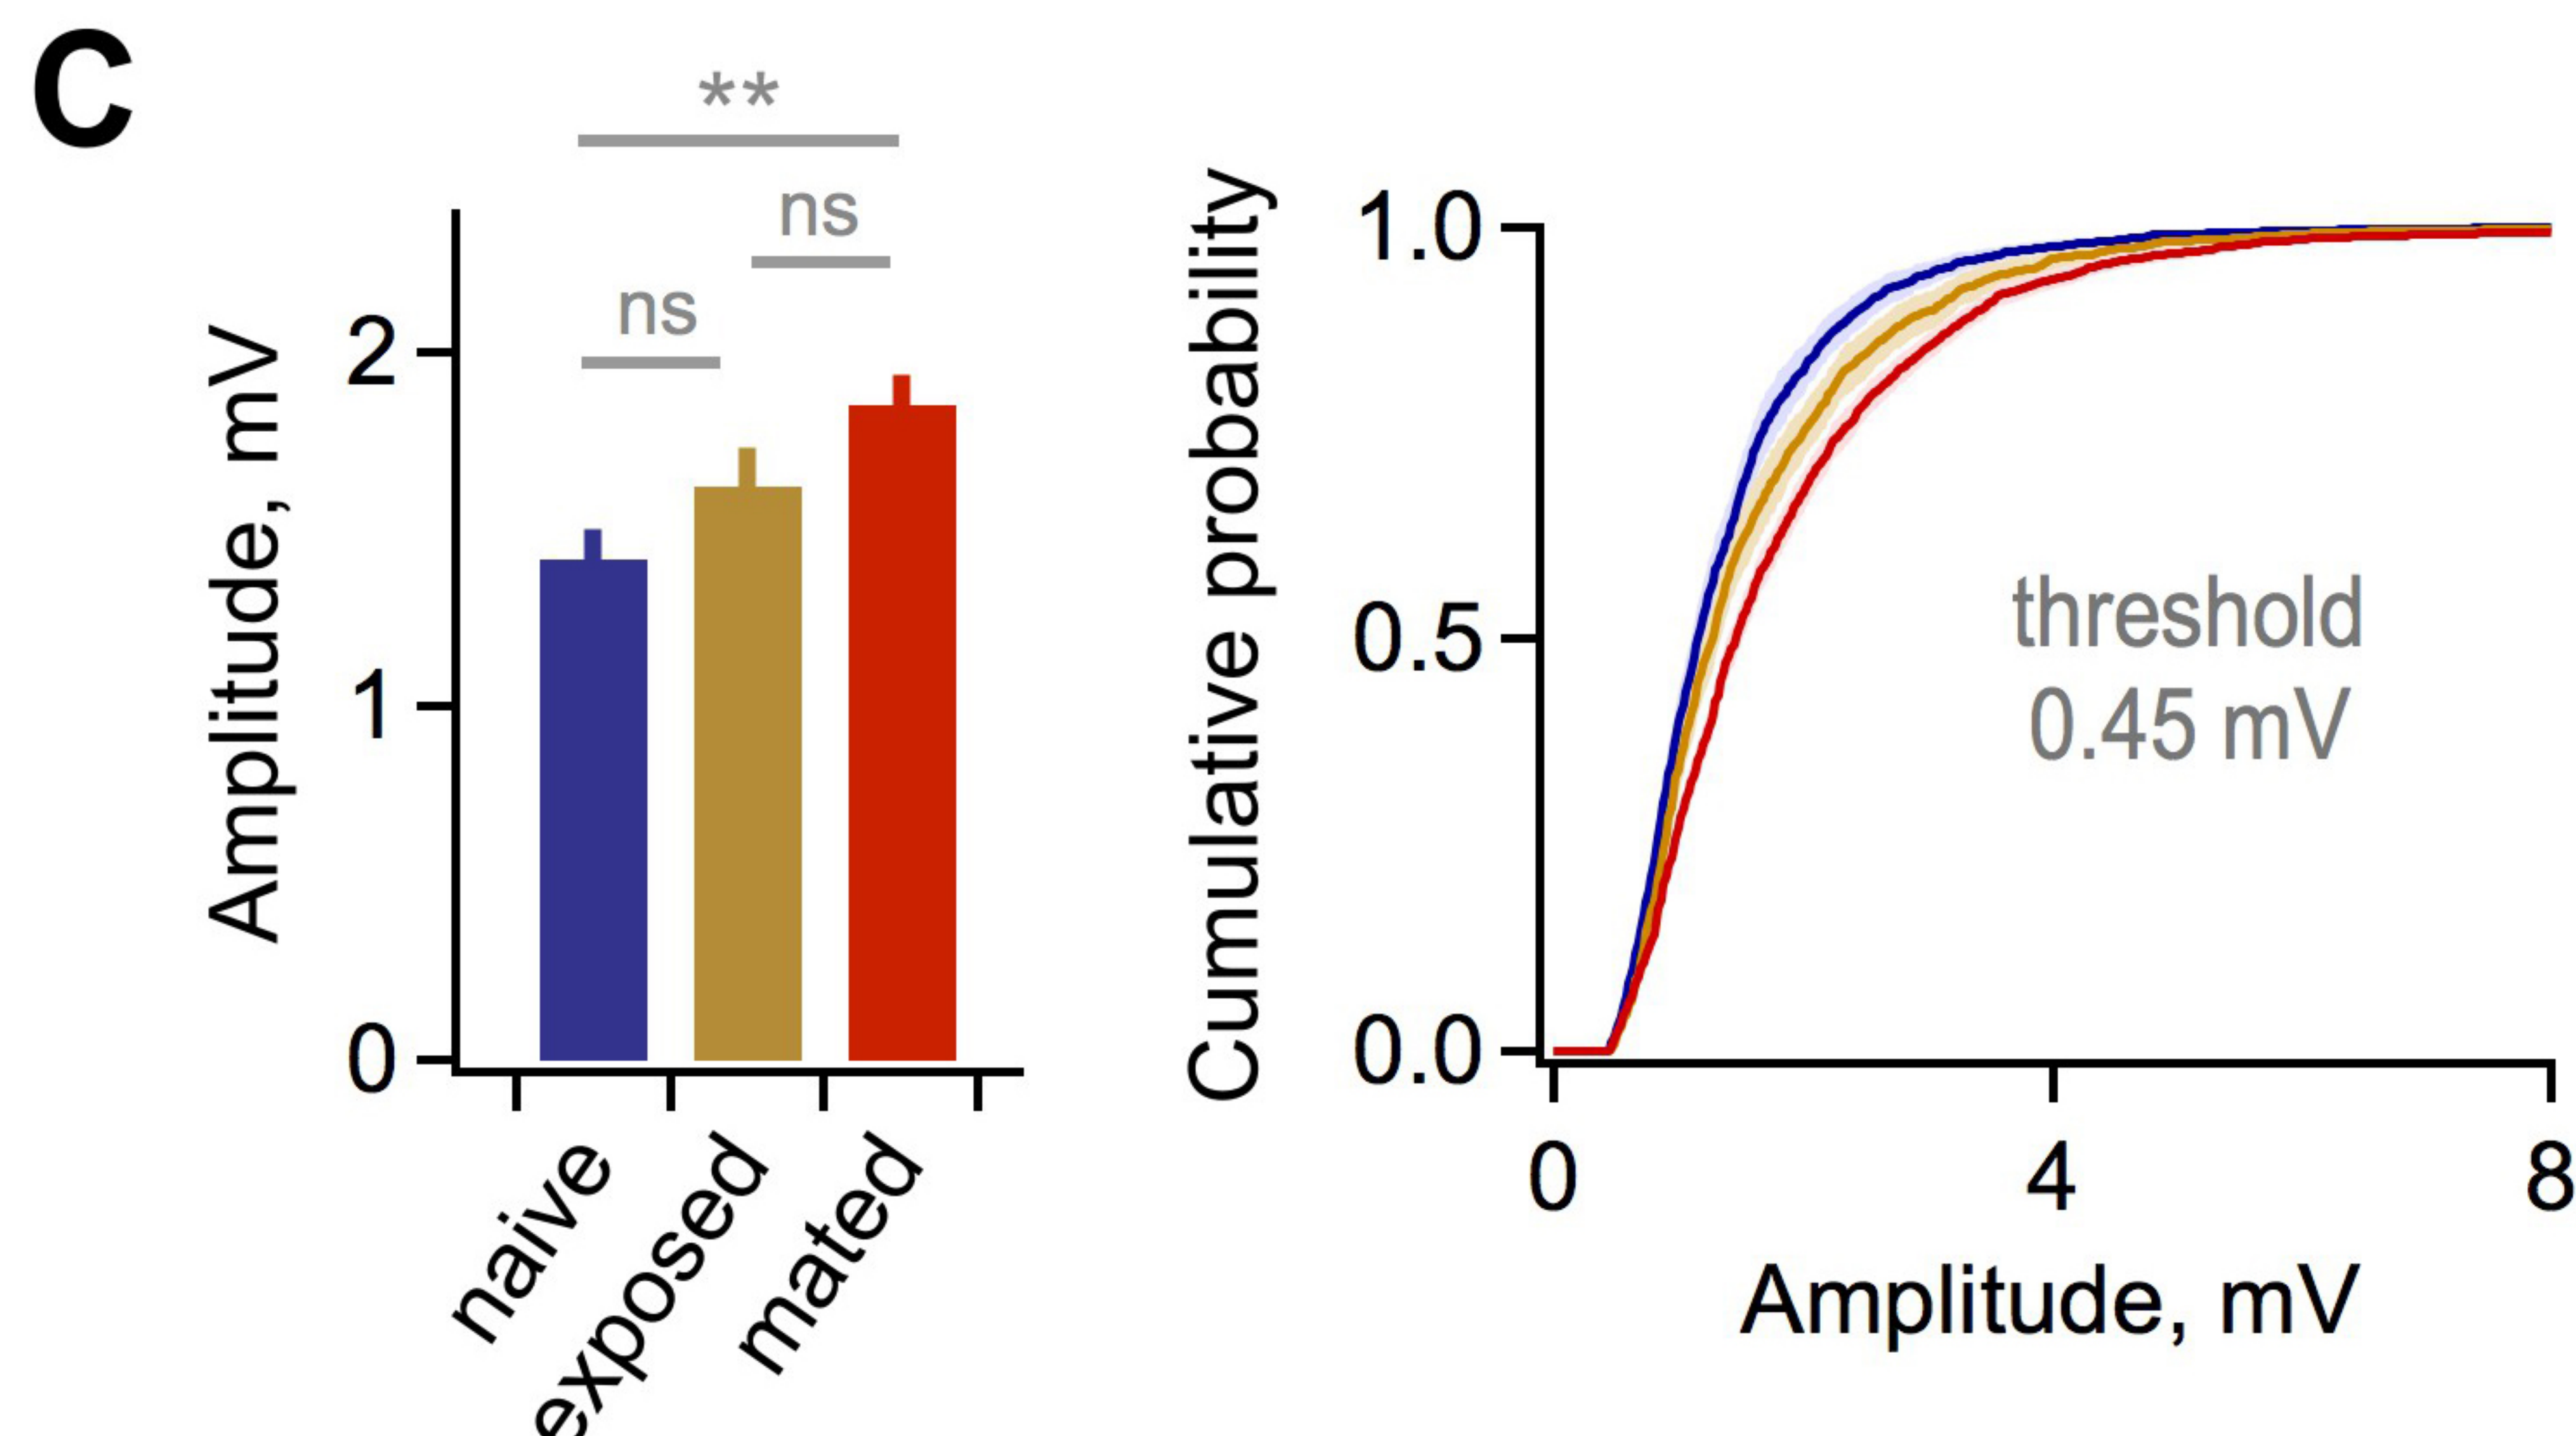 C
**
ns
ns
Amplitude, mV
2
1
0
naive
exposed
mated
Cumulative probability
1.0
0.5
0.0
threshold
0.45 mV
0
4
8
Amplitude, mV